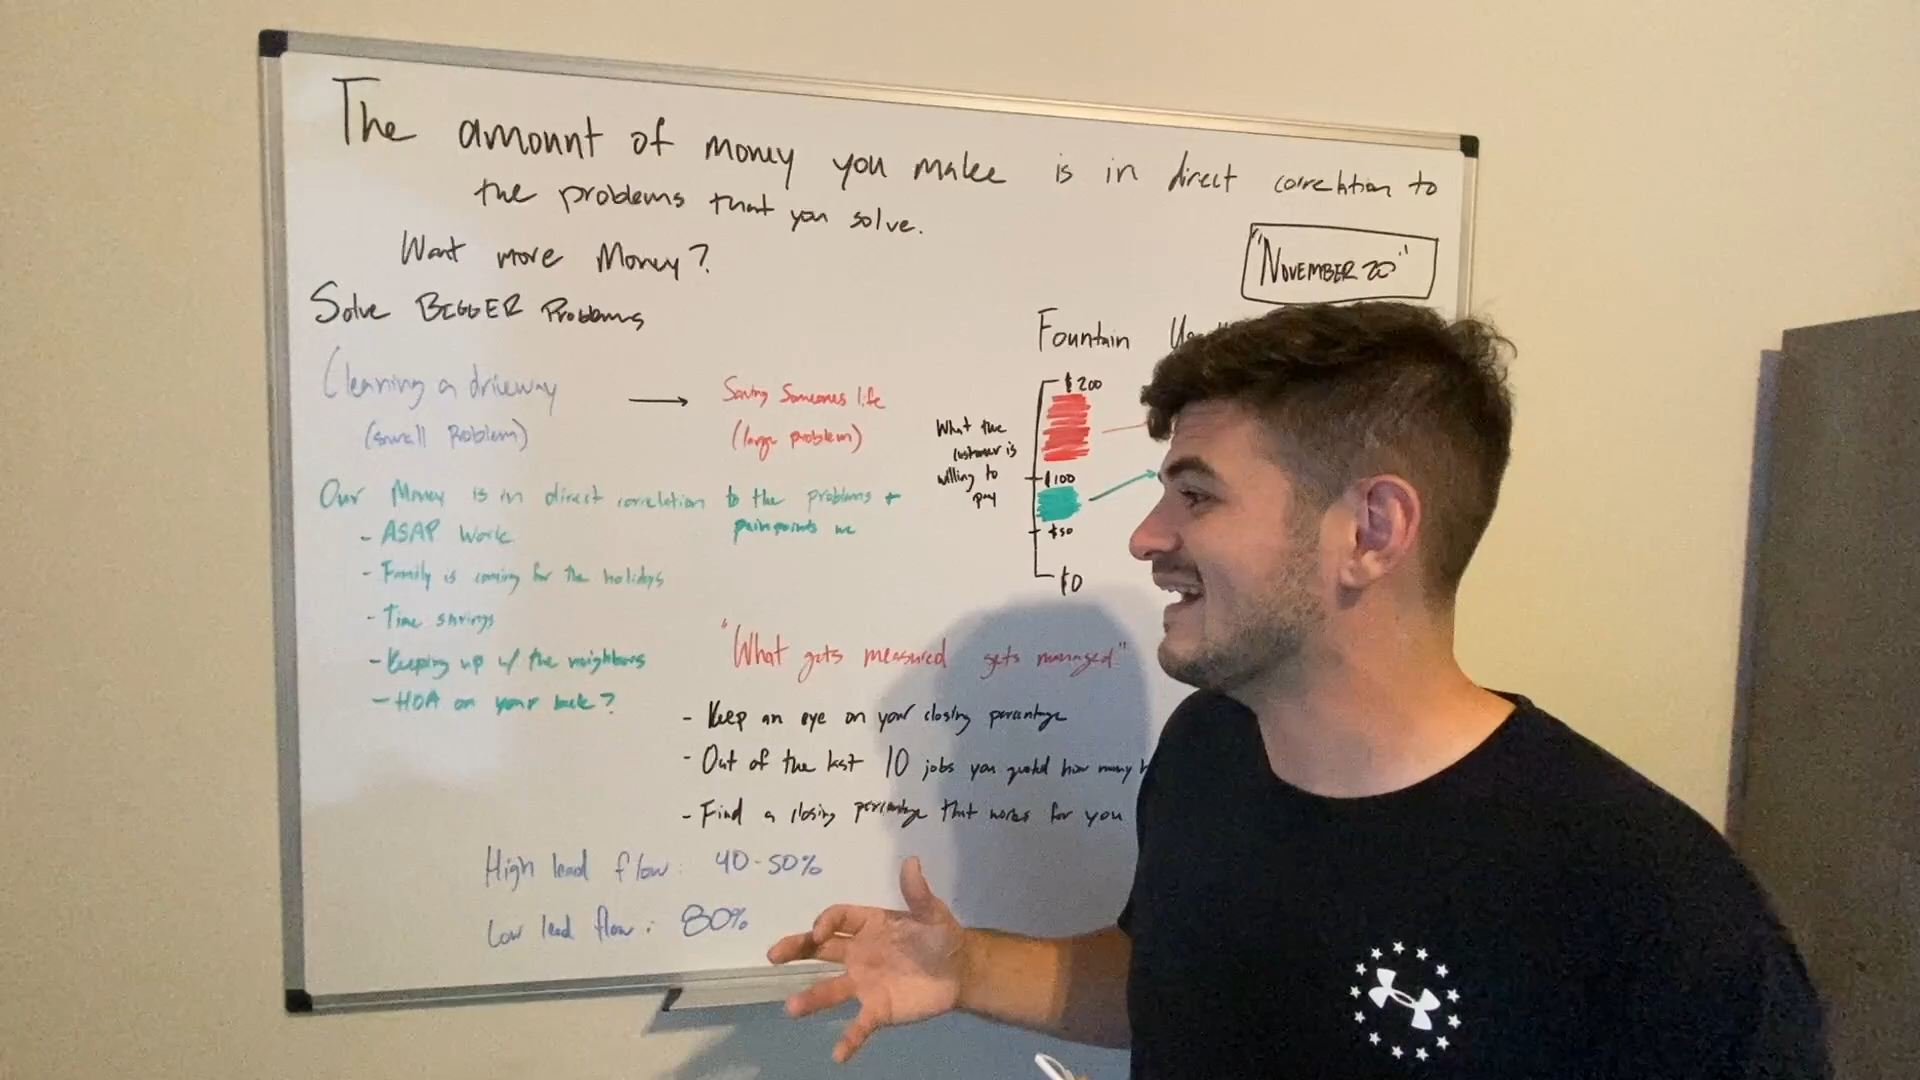 The amount of money you make is in direct correlation to
the problems that you solve.
Want more Money?
"NOVEMBER 20"
Solve BIGGER Problems
Fountain
Cleaning a driveway
Saving Someones life
(small Problem)
(large problem)
$200
What the
customer is
willing to
pay
$100
$50
$0
Our Money is in direct correlation to the problems +
painpoints we
- ASAP Work
- Family is coming for the holidays
- Time savings
- Keeping up w/ the neighbors
- HOA on your back?
"What gets measured gets managed"
- Keep an eye on your closing percentage
- Out of the last 10 jobs you quoted how many
- Find a closing percentage that works for you
High lead flow: 40-50%
Low lead flow: 80%